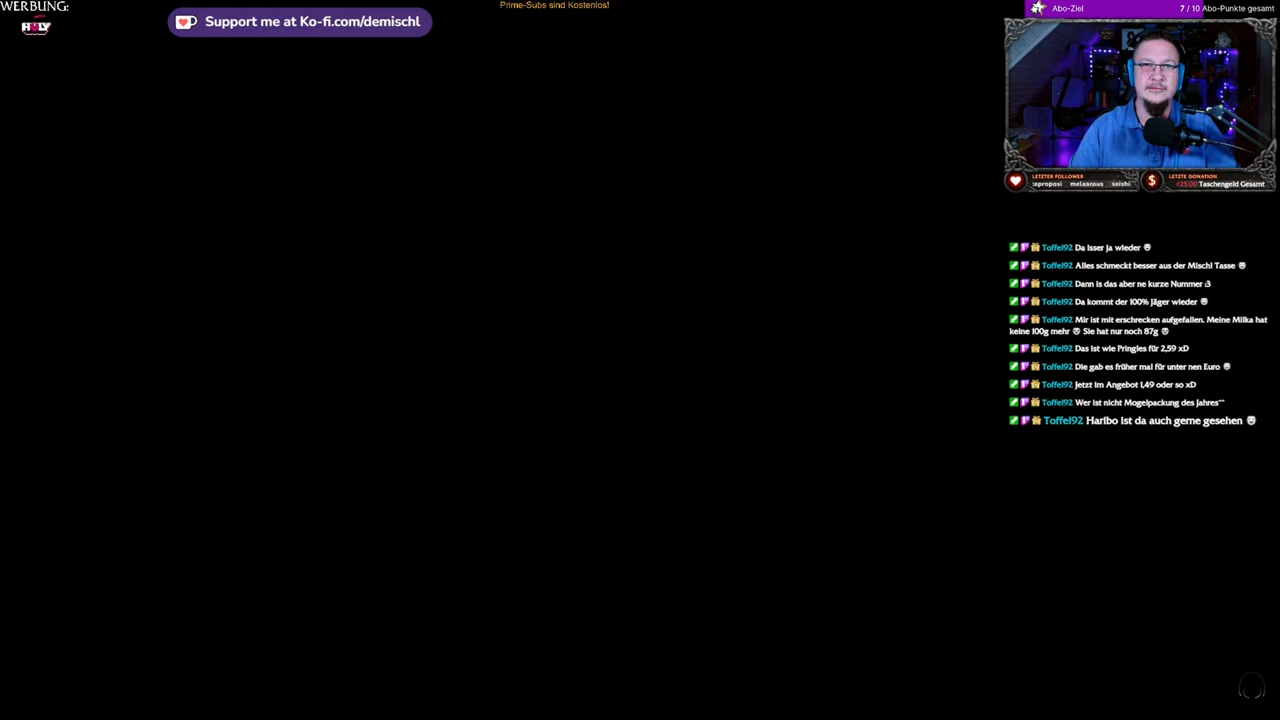 WERBUNG:
HOLY
Support me at Ko-fi.com/demischl
Prime-Subs sind Kostenlos!
Abo-Ziel
7 / 10 Abo-Punkte gesamt
LETZTER FOLLOWER
melaarous seishi
LETZTE DONATION
€25.00 Taschengeld Gesamt
Toffel92 Da isser ja wieder
Toffel92 Alles schmeckt besser aus der Mischl Tasse
Toffel92 Dann is das aber ne kurze Nummer :3
Toffel92 Da kommt der 100% Jäger wieder
Toffel92 Mir ist mit erschrecken aufgefallen. Meine Milka hat
keine 100g mehr Sie hat nur noch 87g
Toffel92 Das ist wie Pringles für 2,59 xD
Toffel92 Die gab es früher mal für unter nen Euro
Toffel92 Jetzt im Angebot 1,49 oder so xD
Toffel92 Wer ist nicht Mogelpackung des Jahres^^
Toffel92 Haribo ist da auch gerne gesehen